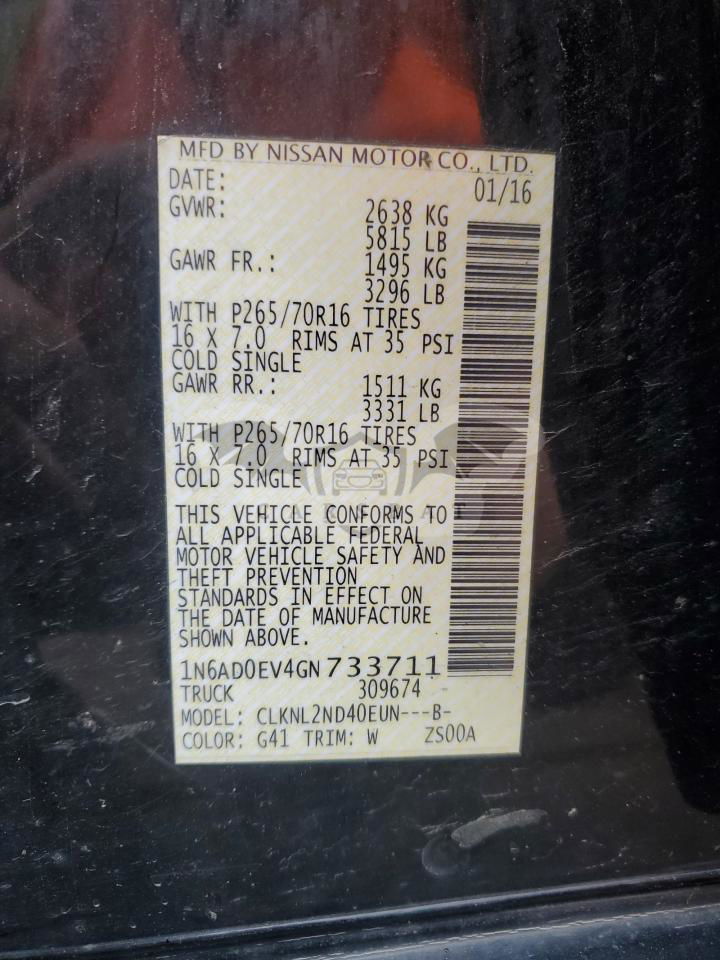 MFD BY NISSAN MOTOR CO., LTD.
DATE: 01/16
GVWR: 2638 KG
5815 LB
GAWR FR.: 1495 KG
3296 LB
WITH P265/70R16 TIRES
16 X 7.0 RIMS AT 35 PSI
COLD SINGLE
GAWR RR.: 1511 KG
3331 LB
WITH P265/70R16 TIRES
16 X 7.0 RIMS AT 35 PSI
COLD SINGLE
THIS VEHICLE CONFORMS TO
ALL APPLICABLE FEDERAL
MOTOR VEHICLE SAFETY AND
THEFT PREVENTION
STANDARDS IN EFFECT ON
THE DATE OF MANUFACTURE
SHOWN ABOVE.
1N6AD0EV4GN733711
TRUCK 309674
MODEL: CLKNL2ND40EUN---B-
COLOR: G41 TRIM: W ZS00A